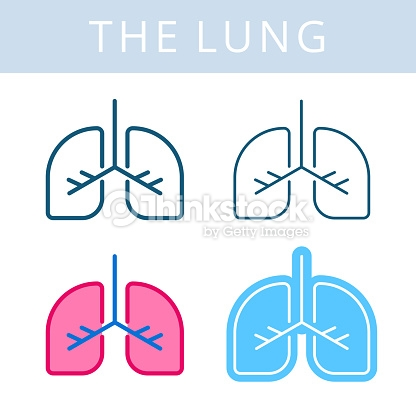 THE LUNG
Thinkstock
by Getty Images